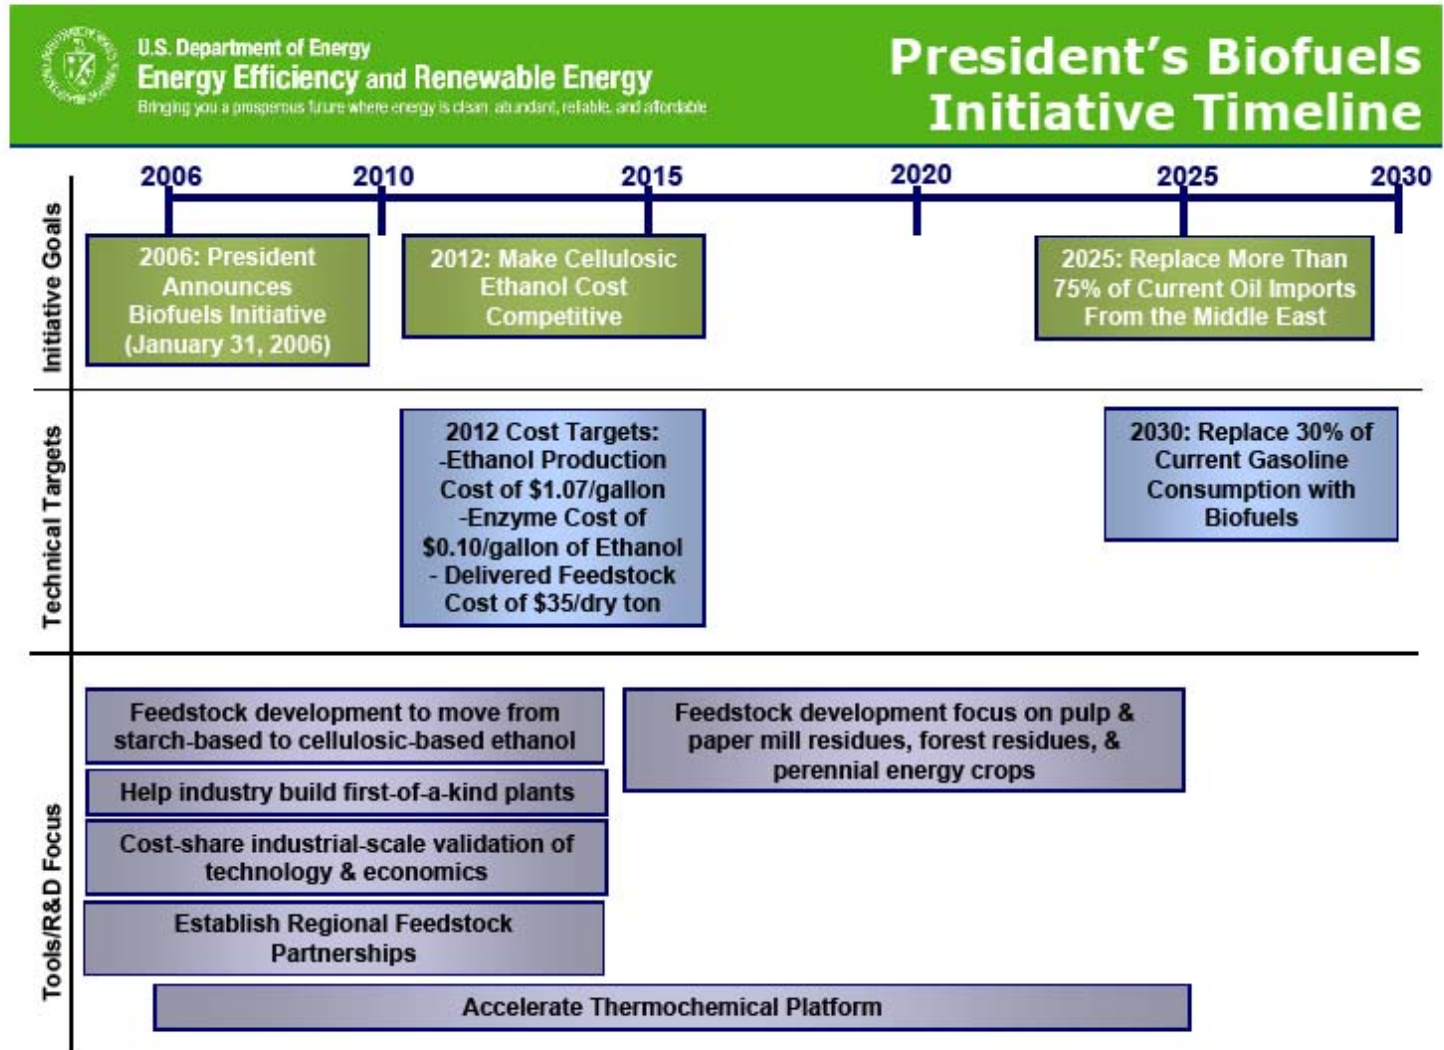 U.S. Department of Energy
Energy Efficiency and Renewable Energy
Bringing you a prosperous future where energy is clean, abundant, reliable, and affordable
President's Biofuels
Initiative Timeline
2006 2010 2015 2020 2025 2030
Initiative Goals
2006: President
Announces
Biofuels Initiative
(January 31, 2006)
2012: Make Cellulosic
Ethanol Cost
Competitive
2025: Replace More Than
75% of Current Oil Imports
From the Middle East
Technical Targets
2012 Cost Targets:
-Ethanol Production
Cost of $1.07/gallon
-Enzyme Cost of
$0.10/gallon of Ethanol
- Delivered Feedstock
Cost of $35/dry ton
2030: Replace 30% of
Current Gasoline
Consumption with
Biofuels
Tools/R&D Focus
Feedstock development to move from
starch-based to cellulosic-based ethanol
Help industry build first-of-a-kind plants
Cost-share industrial-scale validation of
technology & economics
Establish Regional Feedstock
Partnerships
Feedstock development focus on pulp &
paper mill residues, forest residues, &
perennial energy crops
Accelerate Thermochemical Platform